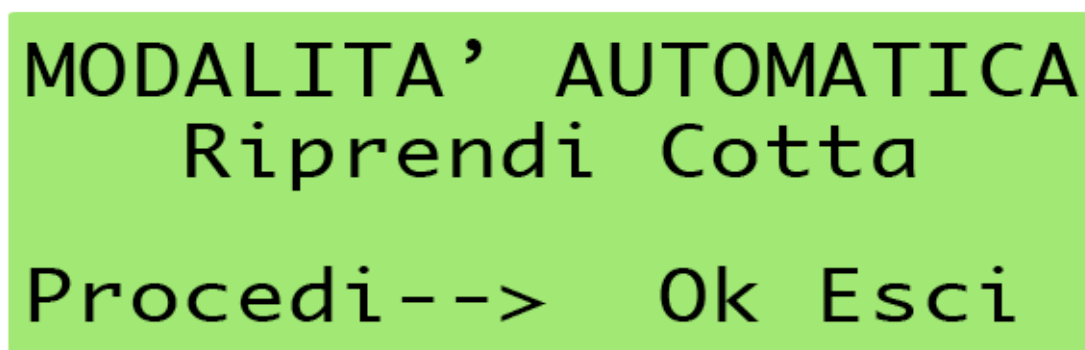 MODALITA’ AUTOMATICA
Riprendi Cotta
Procedi--> Ok Esci